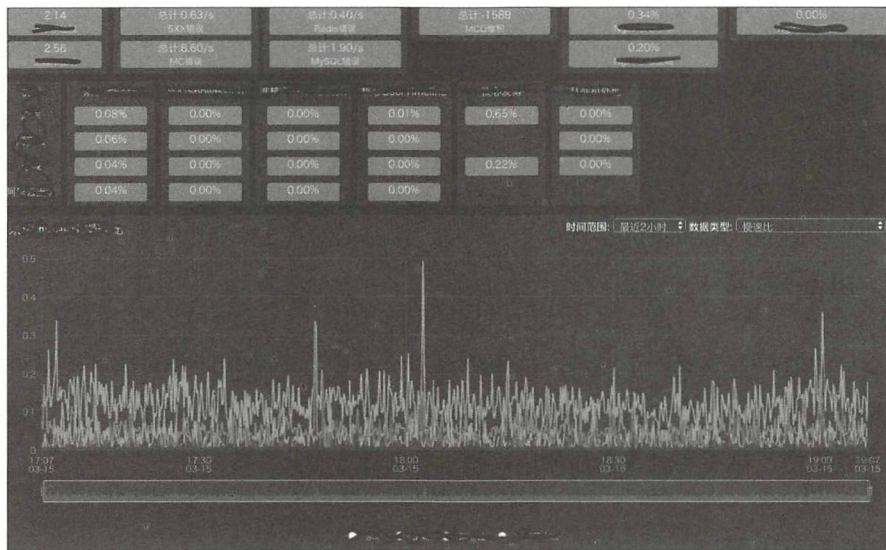 2.14 总计:0.63/s 总计:0.40/s 总计:-1589 0.34% 0.00%
5XX错误 Redis错误 MCQ堆积
2.56 总计:8.60/s 总计:1.90/s 0.20%
MC错误 MySQL错误
0.08% 0.00% 0.00% 0.01% 0.65% 0.00%
0.06% 0.00% 0.00% 0.00% 0.00%
0.04% 0.00% 0.00% 0.00% 0.22% 0.00%
0.04% 0.00% 0.00% 0.00%
时间范围: 最近2小时 数据类型: 慢速比
0.5
0.4
0.3
0.2
0.1
0
17:07 17:30 18:00 18:30 19:00 19:07
03-15 03-15 03-15 03-15 03-15 03-15